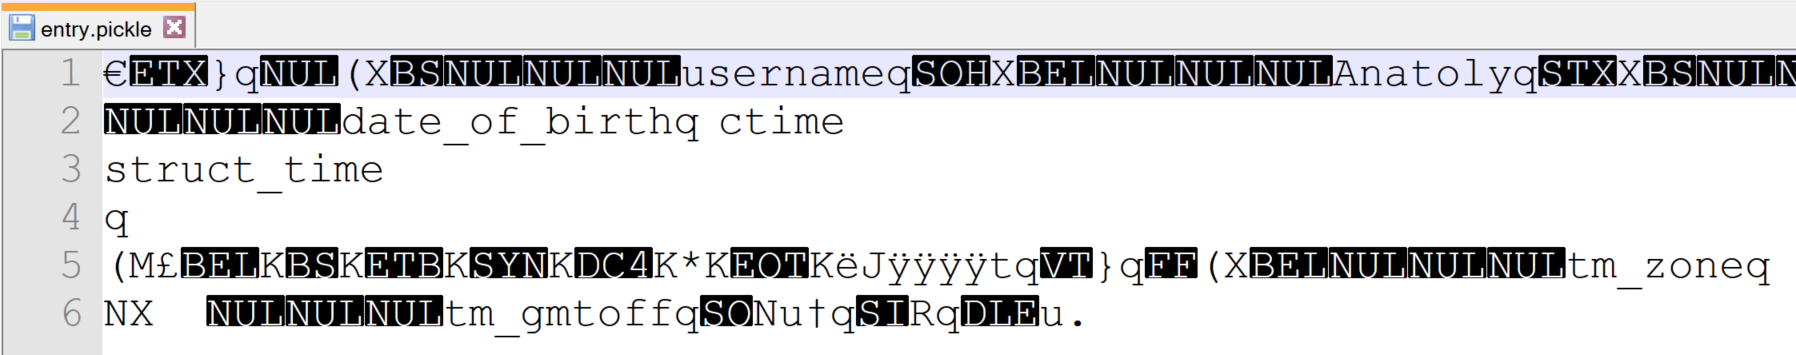 entry.pickle
1 €ETX}qNUL(XBSNULNULNULusernameqSOHXBELNULNULNULAnatolyqSTXXBSNULN
2 NULNULNULdate_of_birthq ctime
3 struct_time
4 q
5 (M£BELKBSKETBKSYNKDC4K*KEOTKëJÿÿÿÿtqVT}qFF(XBELNULNULNULtm_zoneq
6 NX NULNULNULtm_gmtoffqSONu†qSIRqDLEu.